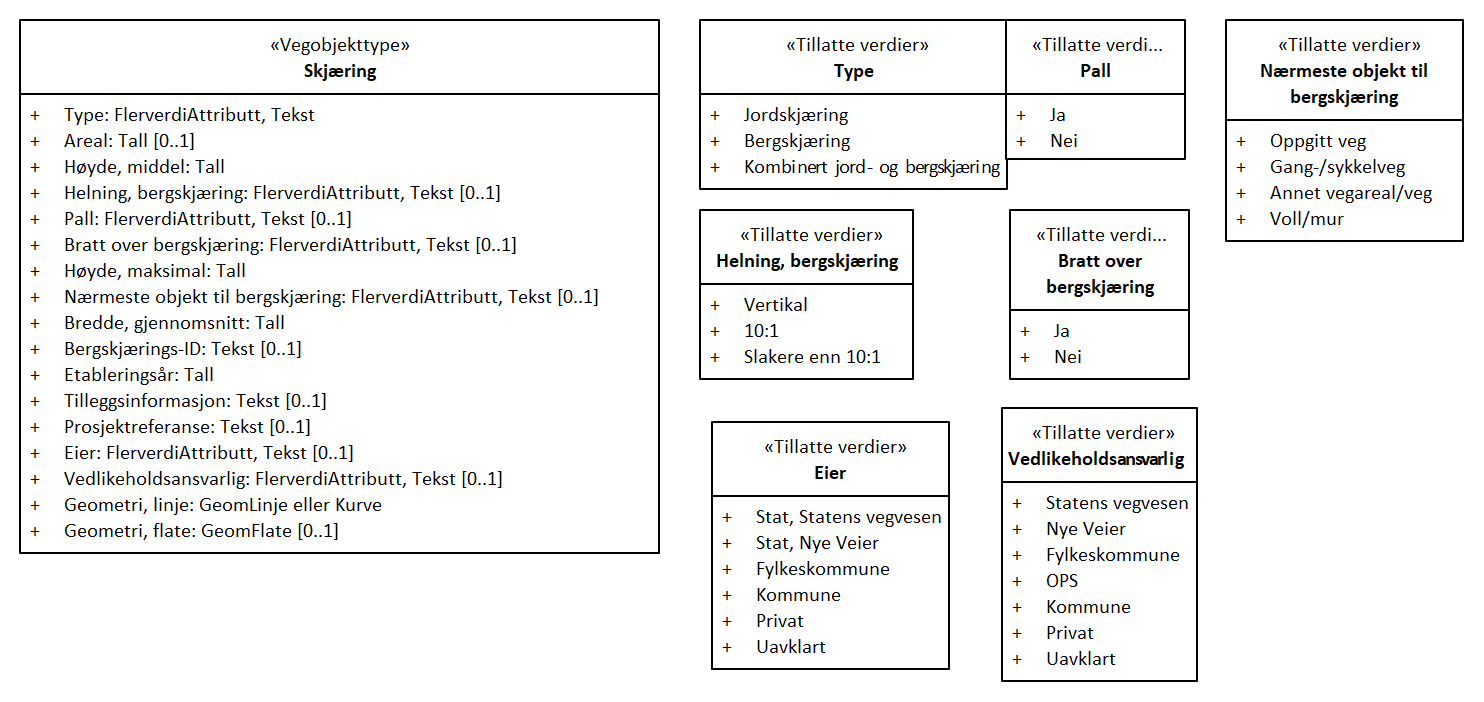 «Vegobjekttype»
Skjæring
+ Type: FlerverdiAttributt, Tekst
+ Areal: Tall [0..1]
+ Høyde, middel: Tall
+ Helning, bergskjæring: FlerverdiAttributt, Tekst [0..1]
+ Pall: FlerverdiAttributt, Tekst [0..1]
+ Bratt over bergskjæring: FlerverdiAttributt, Tekst [0..1]
+ Høyde, maksimal: Tall
+ Nærmeste objekt til bergskjæring: FlerverdiAttributt, Tekst [0..1]
+ Bredde, gjennomsnitt: Tall
+ Bergskjærings-ID: Tekst [0..1]
+ Etableringsår: Tall
+ Tilleggsinformasjon: Tekst [0..1]
+ Prosjektreferanse: Tekst [0..1]
+ Eier: FlerverdiAttributt, Tekst [0..1]
+ Vedlikeholdsansvarlig: FlerverdiAttributt, Tekst [0..1]
+ Geometri, linje: GeomLinje eller Kurve
+ Geometri, flate: GeomFlate [0..1]
«Tillatte verdier»
Type
+ Jordskjæring
+ Bergskjæring
+ Kombinert jord- og bergskjæring
«Tillatte verdi...
Pall
+ Ja
+ Nei
«Tillatte verdier»
Nærmeste objekt til
bergskjæring
+ Oppgitt veg
+ Gang-/sykkelveg
+ Annet vegareal/veg
+ Voll/mur
«Tillatte verdier»
Helning, bergskjæring
+ Vertikal
+ 10:1
+ Slakere enn 10:1
«Tillatte verdi...
Bratt over
bergskjæring
+ Ja
+ Nei
«Tillatte verdier»
Eier
+ Stat, Statens vegvesen
+ Stat, Nye Veier
+ Fylkeskommune
+ Kommune
+ Privat
+ Uavklart
«Tillatte verdier»
Vedlikeholdsansvarlig
+ Statens vegvesen
+ Nye Veier
+ Fylkeskommune
+ OPS
+ Kommune
+ Privat
+ Uavklart